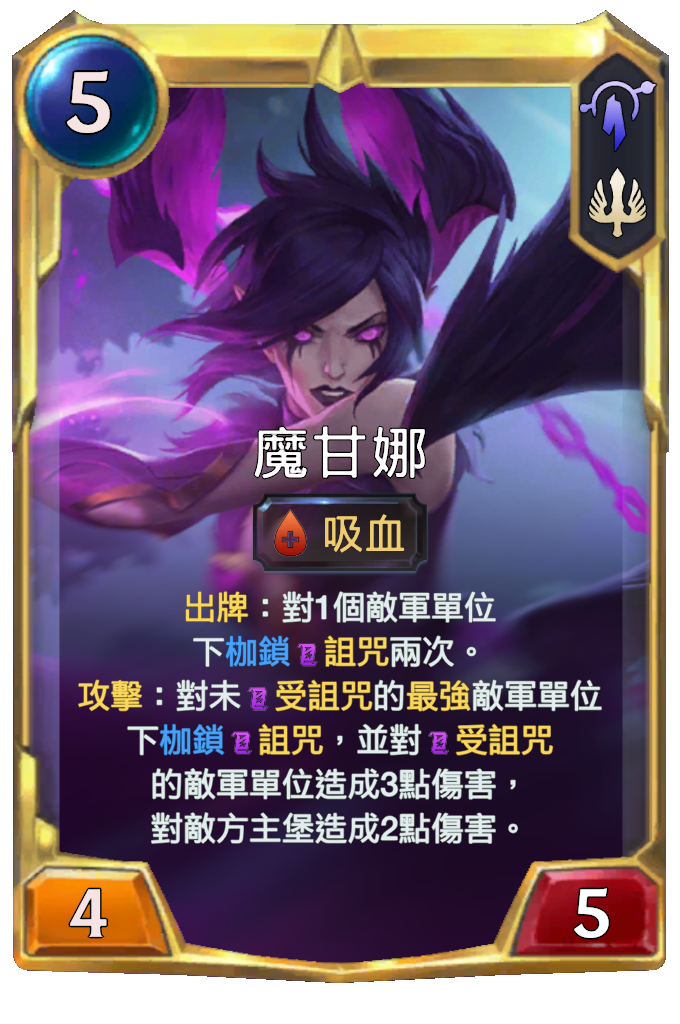 5
魔甘娜
吸血
出牌：對1個敵軍單位
下枷鎖詛咒兩次。
攻擊：對未受詛咒的最強敵軍單位
下枷鎖詛咒，並對受詛咒
的敵軍單位造成3點傷害，
對敵方主堡造成2點傷害。
4
5